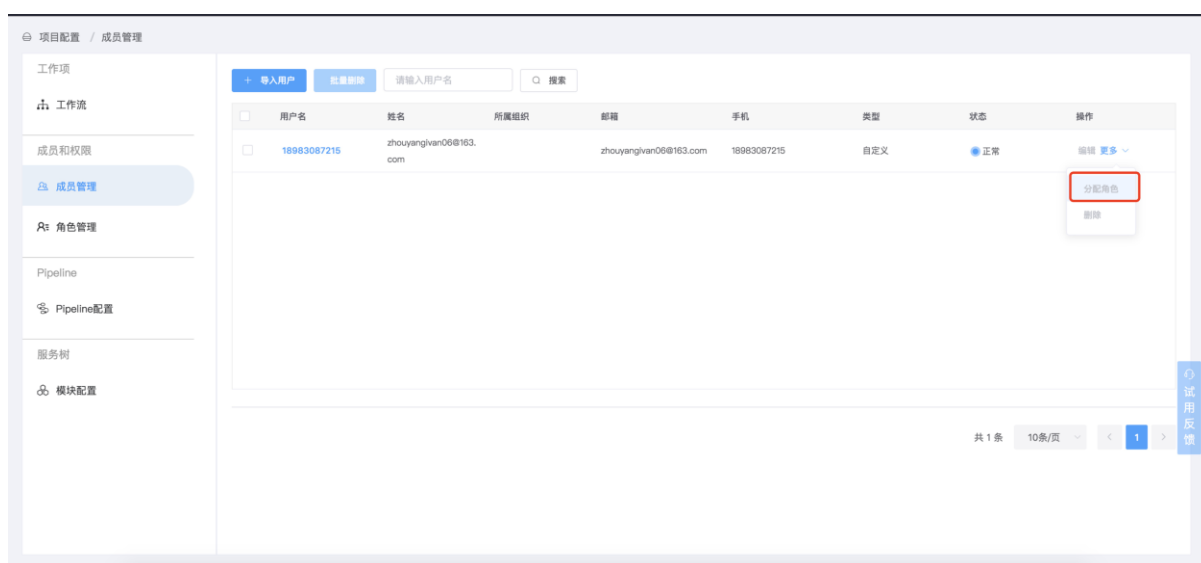 项目配置 / 成员管理
工作项
工作流
成员和权限
成员管理
角色管理
Pipeline
Pipeline配置
服务树
模块配置
+ 导入用户 批量删除 请输入用户名 搜索
用户名 姓名 所属组织 邮箱 手机 类型 状态 操作
18983087215 zhouyangivan06@163.com zhouyangivan06@163.com 18983087215 自定义 正常 编辑 更多
分配角色
删除
共 1 条 10条/页 < 1 >
试用反馈